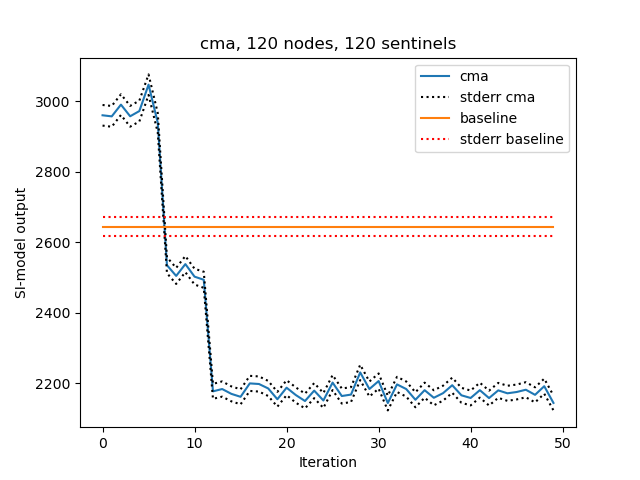 cma, 120 nodes, 120 sentinels
cma
stderr cma
baseline
stderr baseline
SI-model output
3000
2800
2600
2400
2200
0
10
20
30
40
50
Iteration